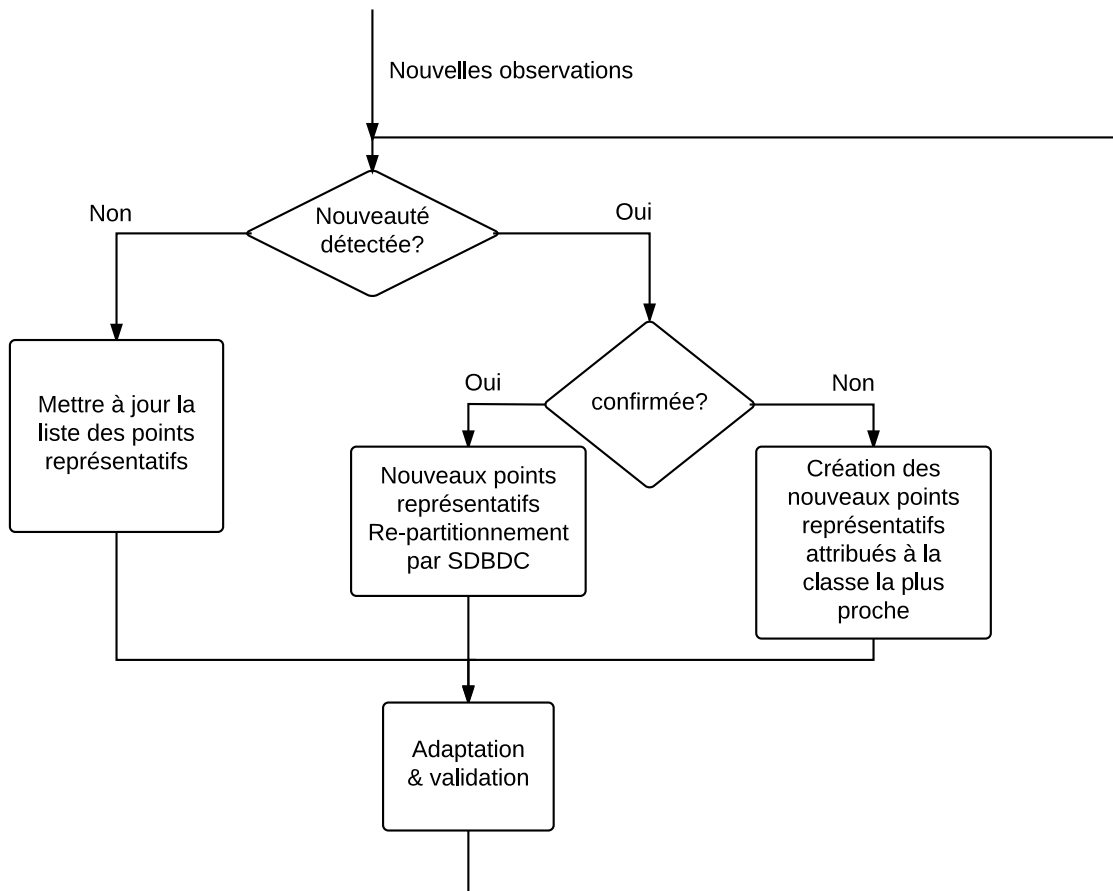 Nouvelles observations
Non
Nouveauté
détectée?
Oui
Oui
confirmée?
Non
Mettre à jour la
liste des points
représentatifs
Nouveaux points
représentatifs
Re-partitionnement
par SDBDC
Création des
nouveaux points
représentatifs
attribués à la
classe la plus
proche
Adaptation
& validation